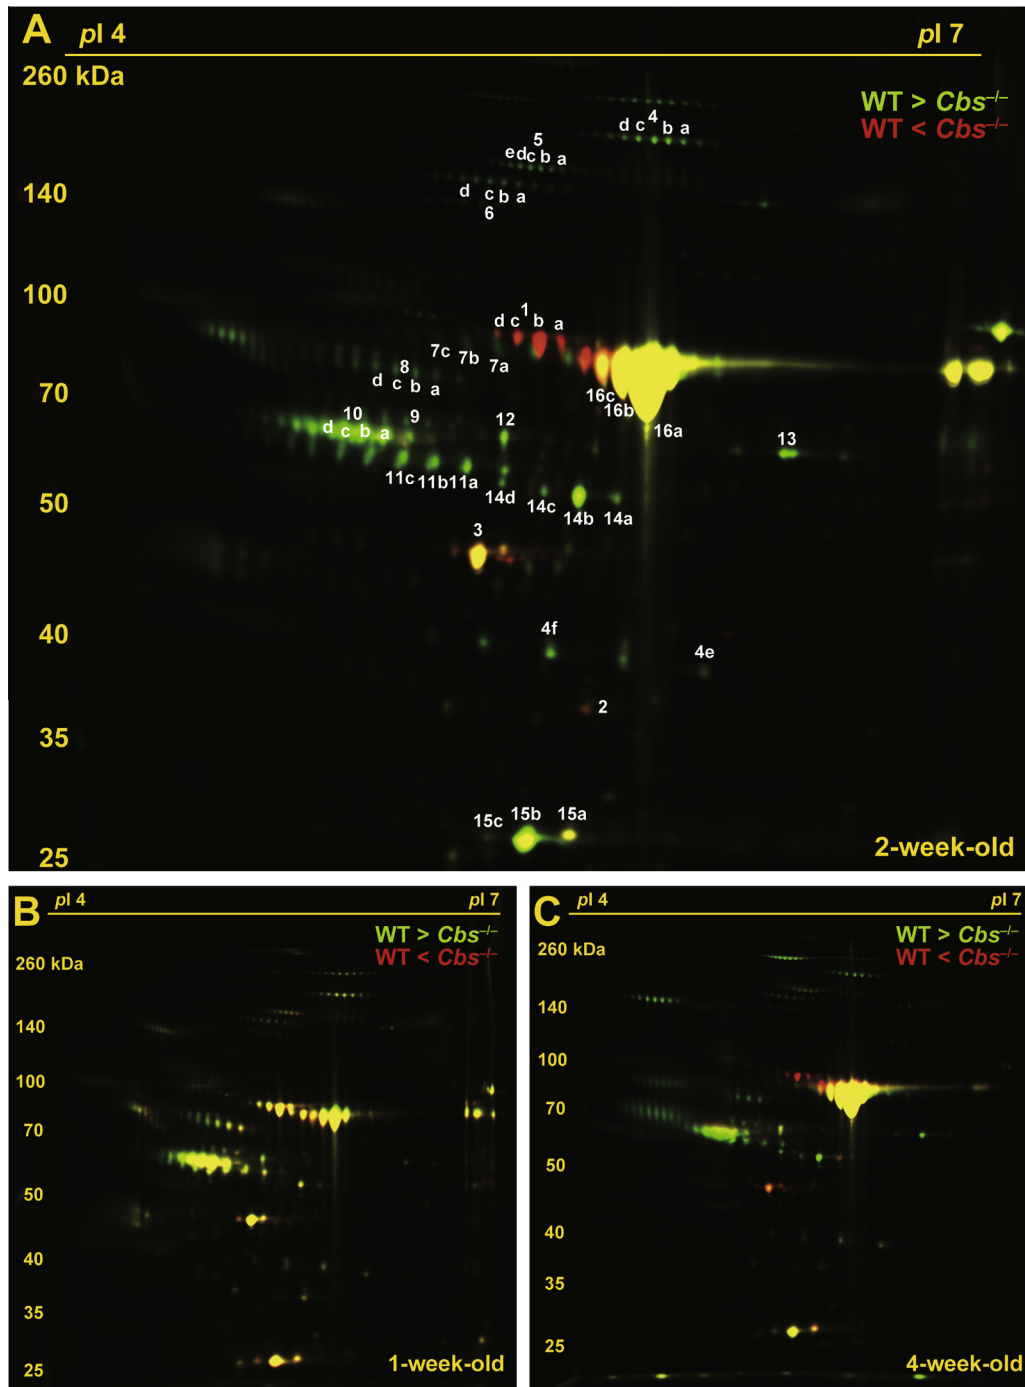 A
pI 4
pI 7
260 kDa
WT > Cbs–/–
WT < Cbs–/–
4
d c b a
5
e d c b a
140
d c b a
6
100
1
d c b a
7c 7b 7a
8
d c b a
70
16c
16b
16a
10
9
d c b a
12
13
11c 11b 11a
14d
14c
14b
14a
50
3
40
4f
4e
2
35
15c 15b 15a
25
2-week-old
B
pI 4
pI 7
WT > Cbs–/–
WT < Cbs–/–
260 kDa
140
100
70
50
40
35
25
1-week-old
C
pI 4
pI 7
WT > Cbs–/–
WT < Cbs–/–
260 kDa
140
100
70
50
40
35
25
4-week-old